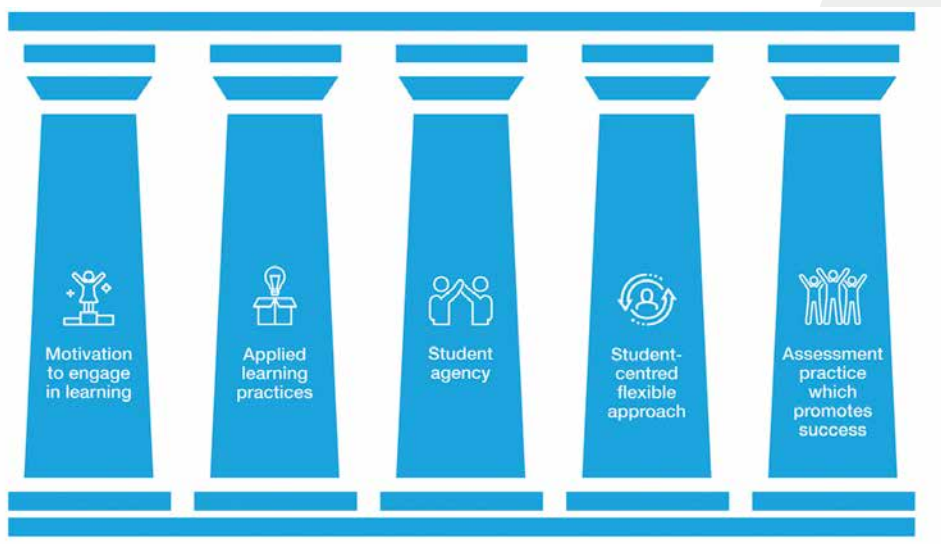 Motivation
to engage
in learning
Applied
learning
practices
Student
agency
Student-
centred
flexible
approach
Assessment
practice
which
promotes
success